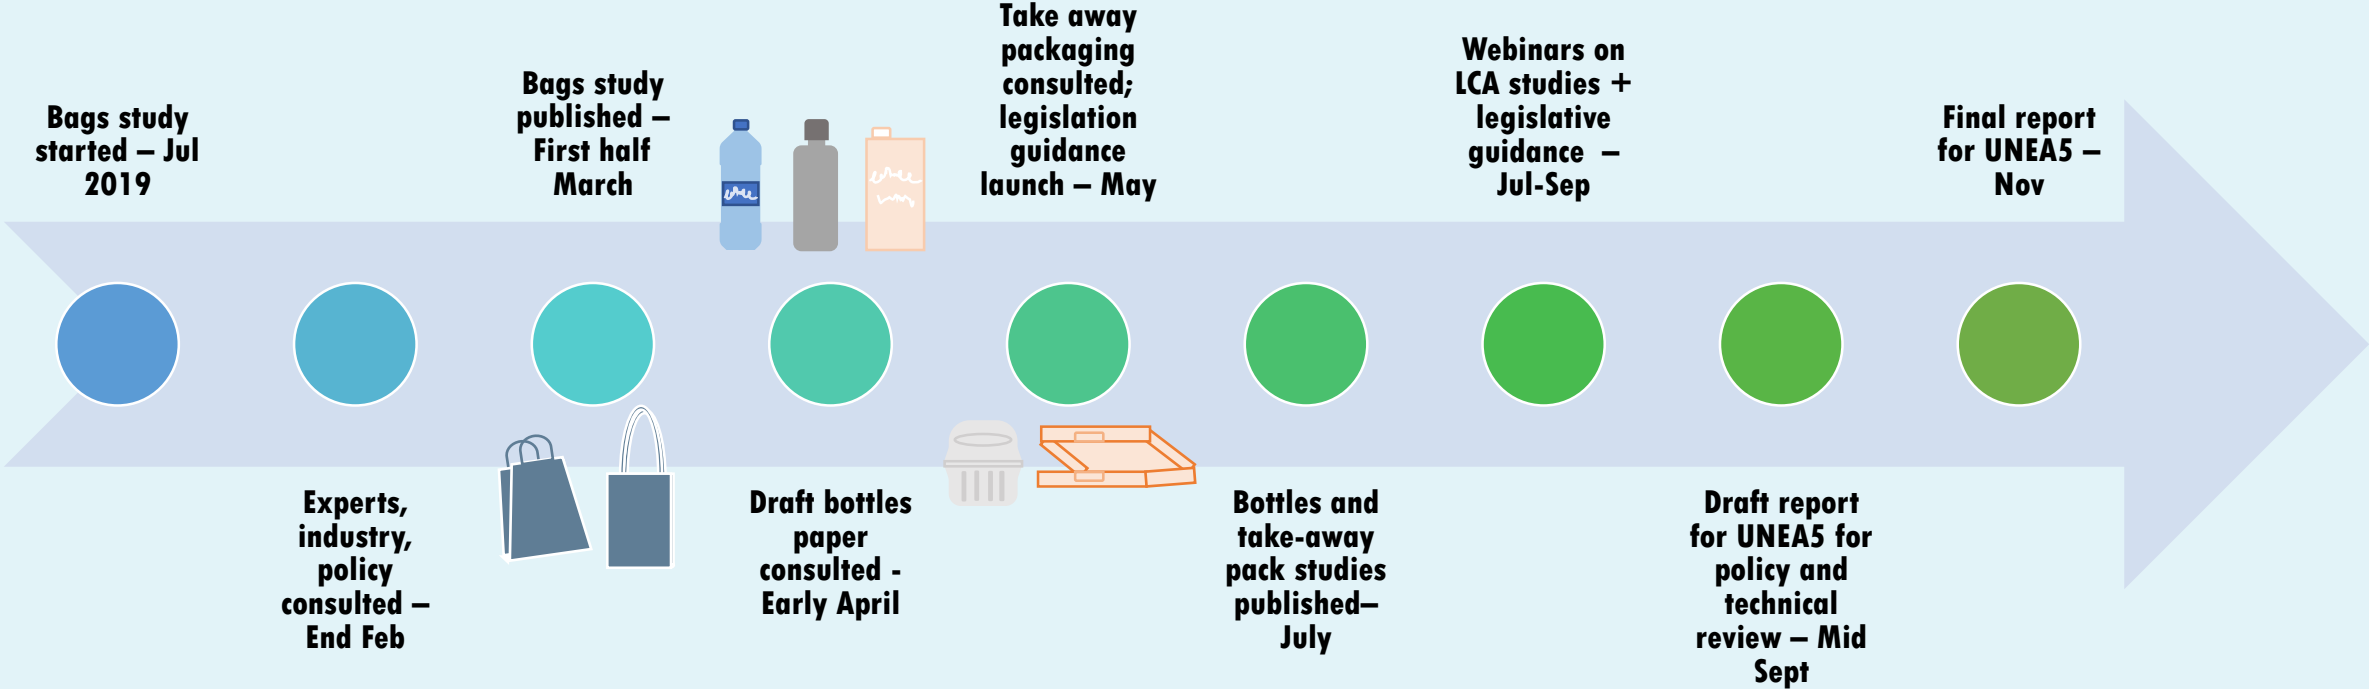 Bags study
started – Jul
2019
Experts,
industry,
policy
consulted –
End Feb
Bags study
published –
First half
March
Draft bottles
paper
consulted -
Early April
Take away
packaging
consulted;
legislation
guidance
launch – May
Bottles and
take-away
pack studies
published–
July
Webinars on
LCA studies +
legislative
guidance –
Jul-Sep
Draft report
for UNEA5 for
policy and
technical
review – Mid
Sept
Final report
for UNEA5 –
Nov